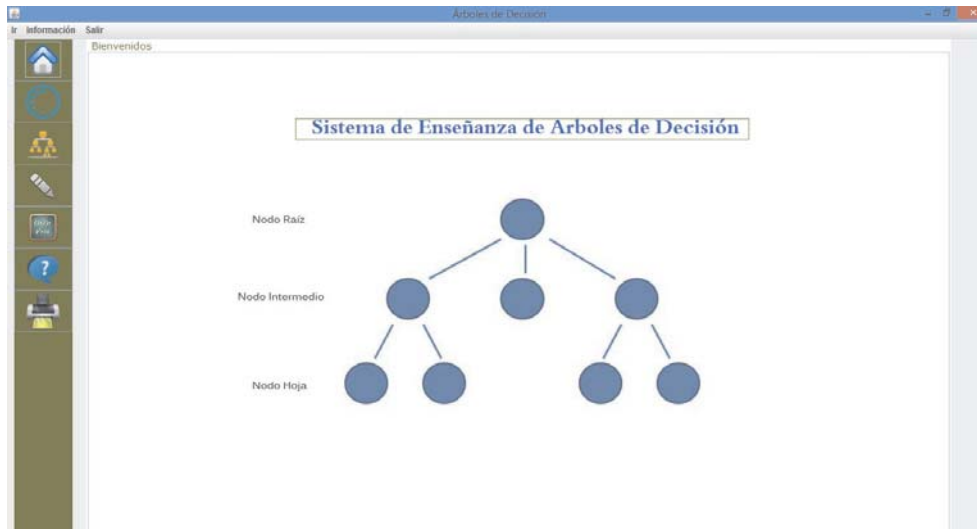 Árboles de Decisión
Ir Información Salir
Bienvenidos
Sistema de Enseñanza de Arboles de Decisión
Nodo Raíz
Nodo Intermedio
Nodo Hoja
?